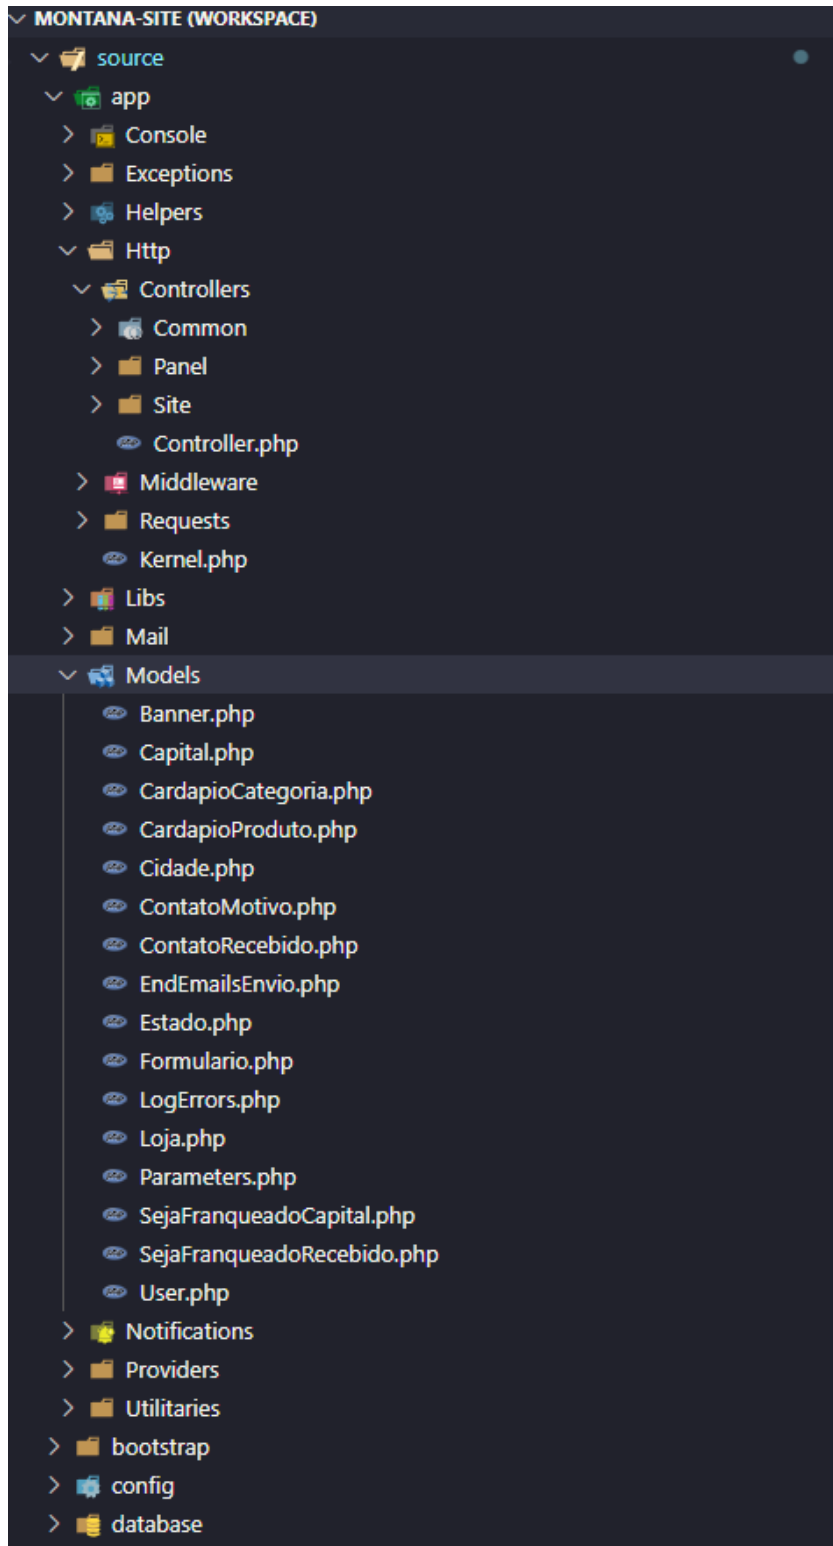 MONTANA-SITE (WORKSPACE)
source
app
Console
Exceptions
Helpers
Http
Controllers
Common
Panel
Site
Controller.php
Middleware
Requests
Kernel.php
Libs
Mail
Models
Banner.php
Capital.php
CardapioCategoria.php
CardapioProduto.php
Cidade.php
ContatoMotivo.php
ContatoRecebido.php
EndEmailsEnvio.php
Estado.php
Formulario.php
LogErrors.php
Loja.php
Parameters.php
SejaFranqueadoCapital.php
SejaFranqueadoRecebido.php
User.php
Notifications
Providers
Utilitaries
bootstrap
config
database